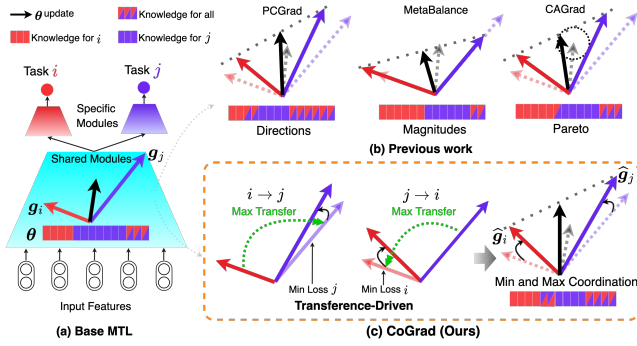 θ update
Knowledge for all
Knowledge for i
Knowledge for j
Task i
Task j
Specific
Modules
Shared Modules
g_j
g_i
θ
Input Features
(a) Base MTL
PCGrad
MetaBalance
CAGrad
Directions
Magnitudes
Pareto
(b) Previous work
i → j
Max Transfer
Min Loss j
j → i
Max Transfer
Min Loss i
Transference-Driven
ĝ_j
ĝ_i
Min and Max Coordination
(c) CoGrad (Ours)